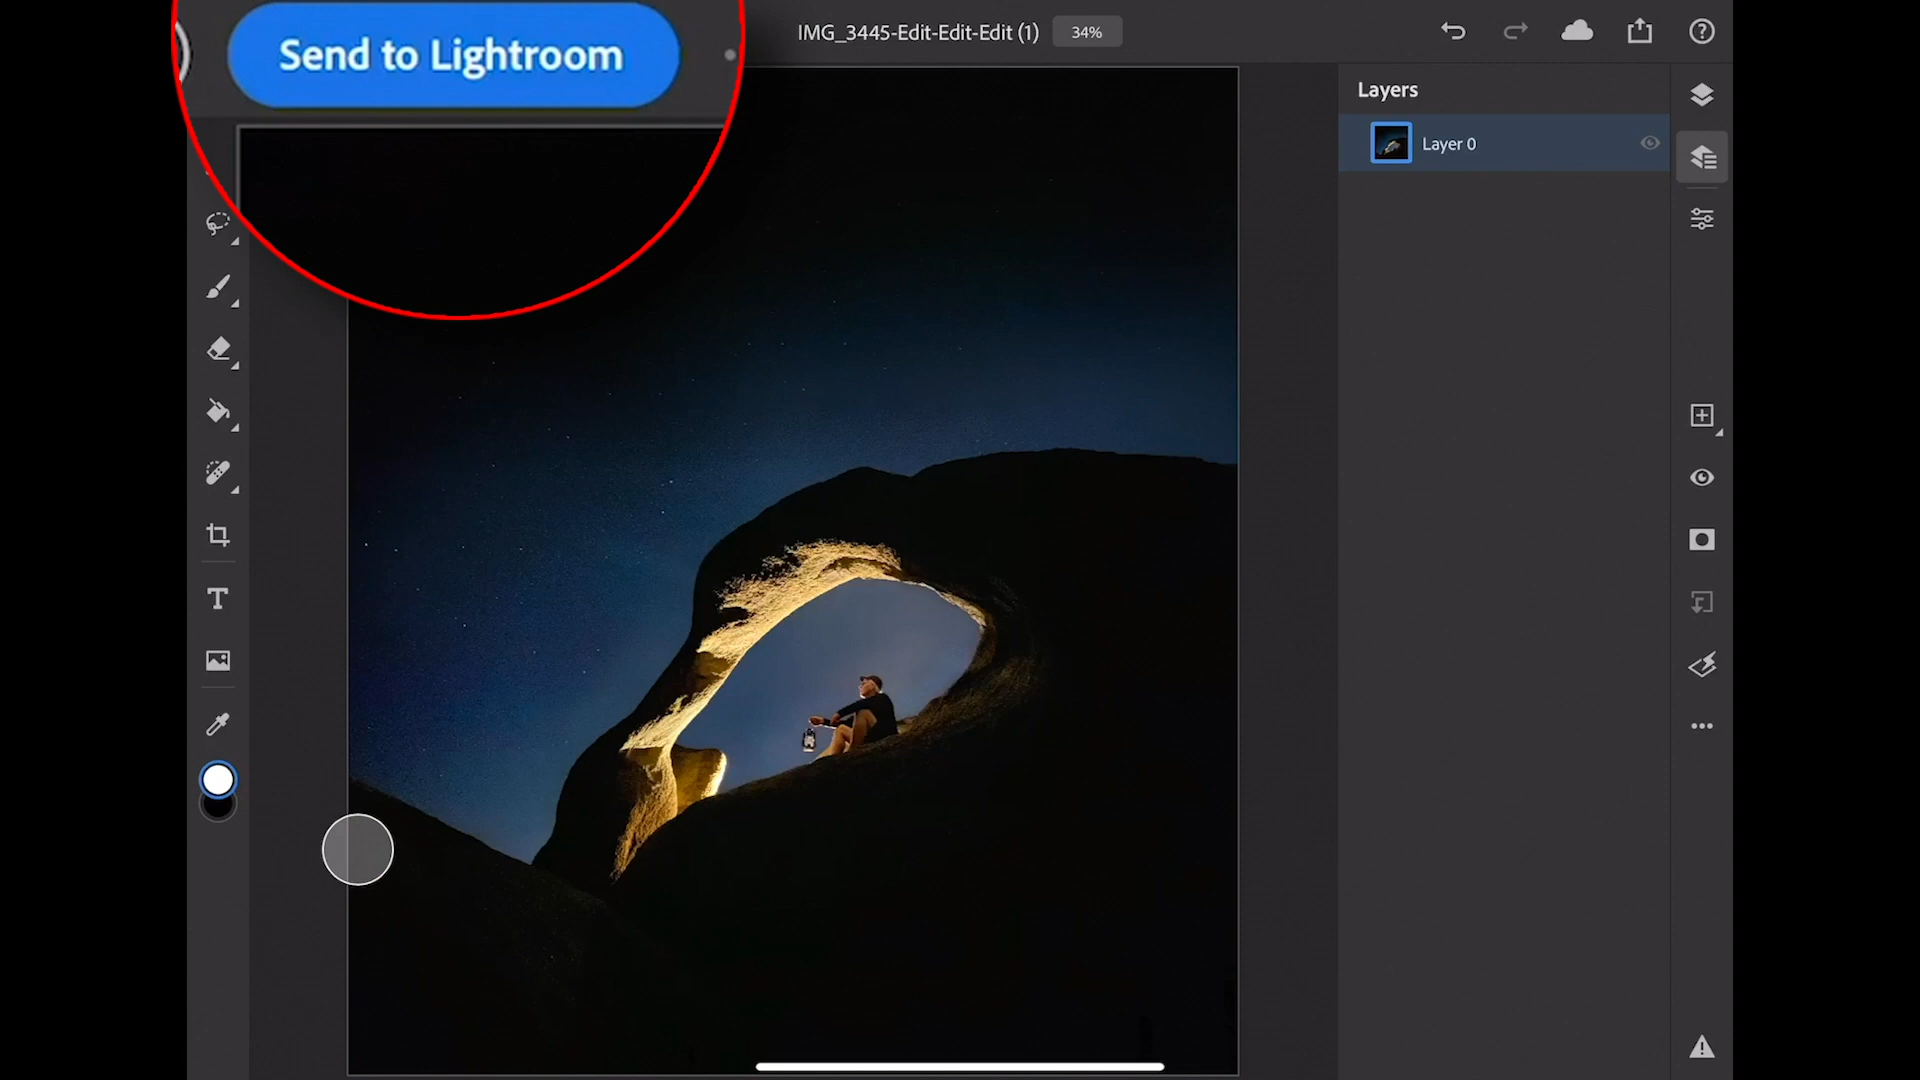 Send to Lightroom
IMG_3445-Edit-Edit-Edit (1)
34%
Layers
Layer 0